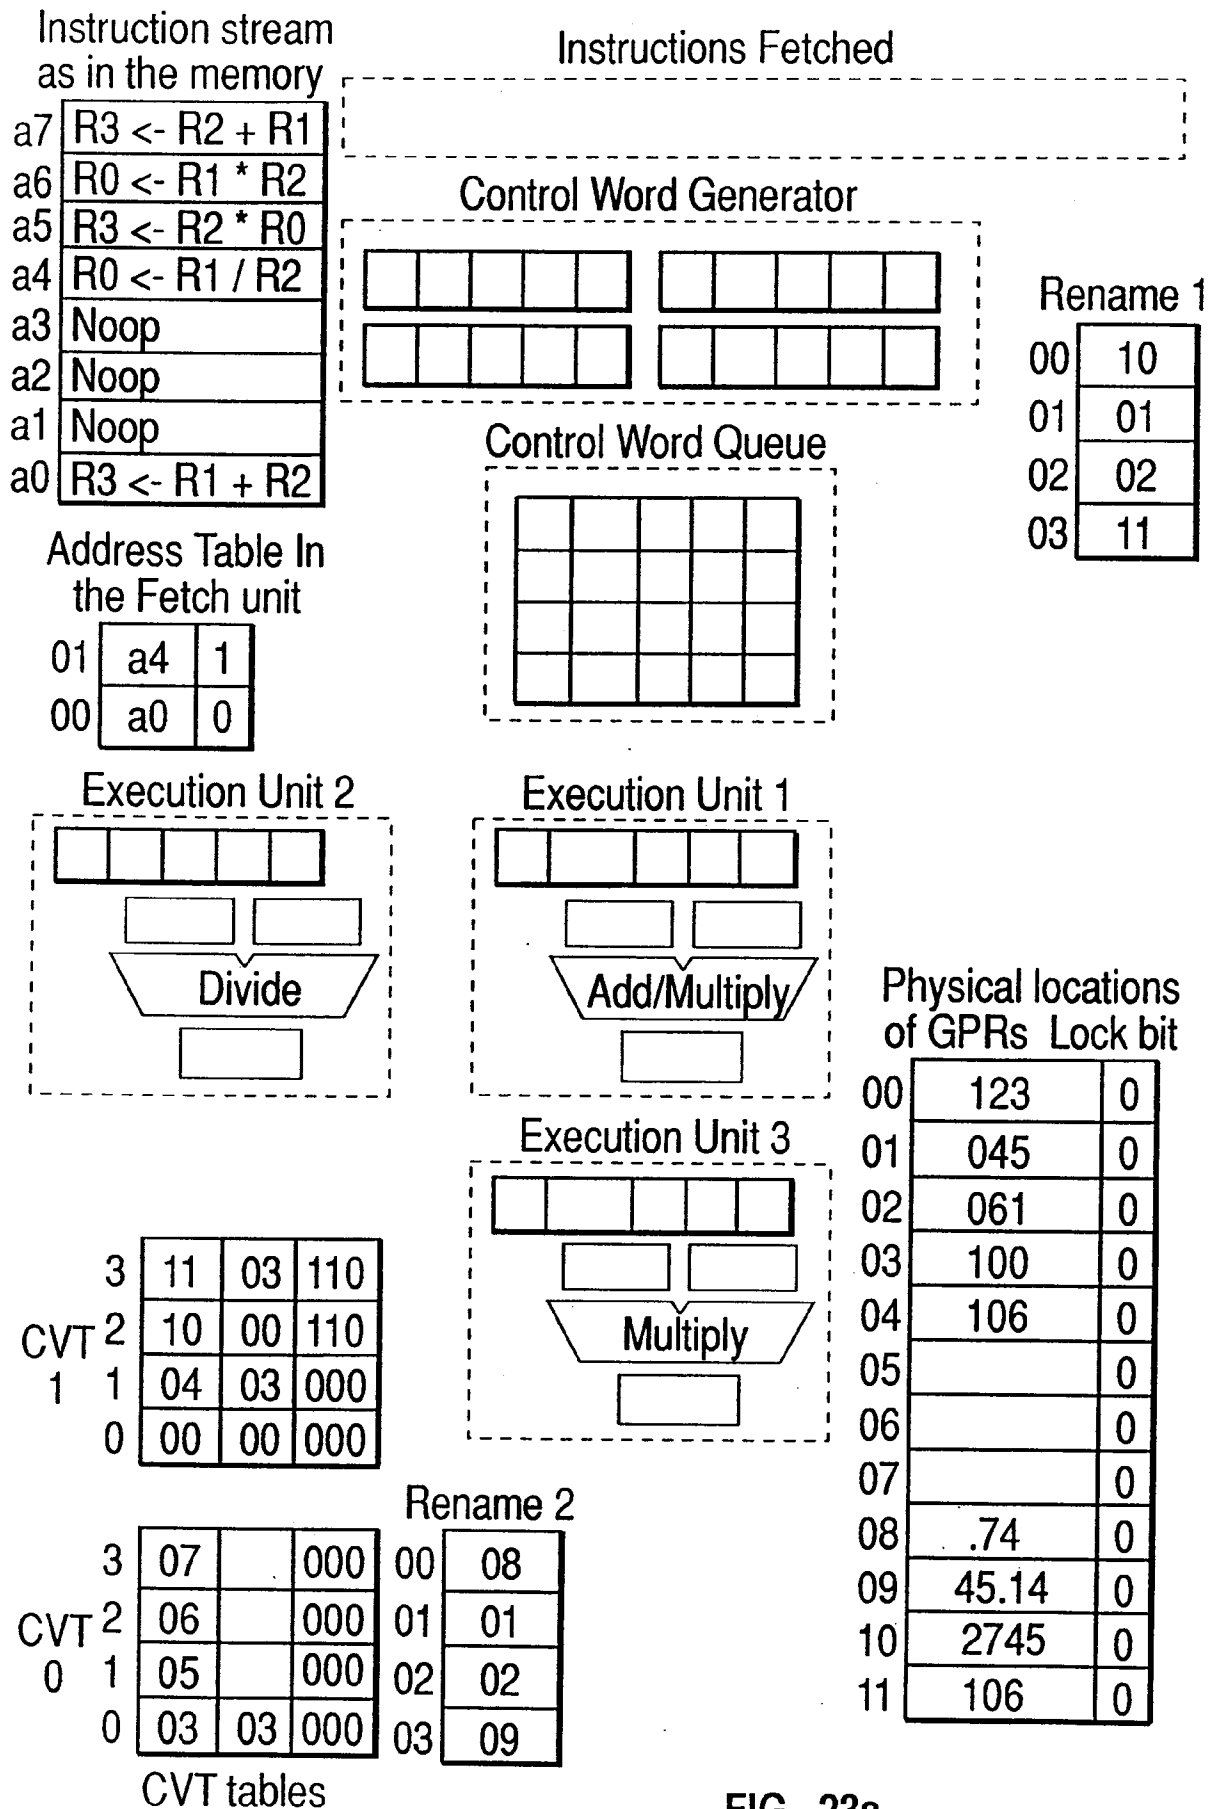 Instruction stream
as in the memory
a7 R3 <- R2 + R1
a6 R0 <- R1 * R2
a5 R3 <- R2 * R0
a4 R0 <- R1 / R2
a3 Noop
a2 Noop
a1 Noop
a0 R3 <- R1 + R2
Instructions Fetched
Control Word Generator
Control Word Queue
Rename 1
00 10
01 01
02 02
03 11
Address Table In
the Fetch unit
01 a4 1
00 a0 0
Execution Unit 2
Divide
Execution Unit 1
Add/Multiply
Execution Unit 3
Multiply
Physical locations
of GPRs Lock bit
00 123 0
01 045 0
02 061 0
03 100 0
04 106 0
05 0
06 0
07 0
08 .74 0
09 45.14 0
10 2745 0
11 106 0
CVT
1
3 11 03 110
2 10 00 110
1 04 03 000
0 00 00 000
CVT
0
3 07 000
2 06 000
1 05 000
0 03 03 000
CVT tables
Rename 2
00 08
01 01
02 02
03 09